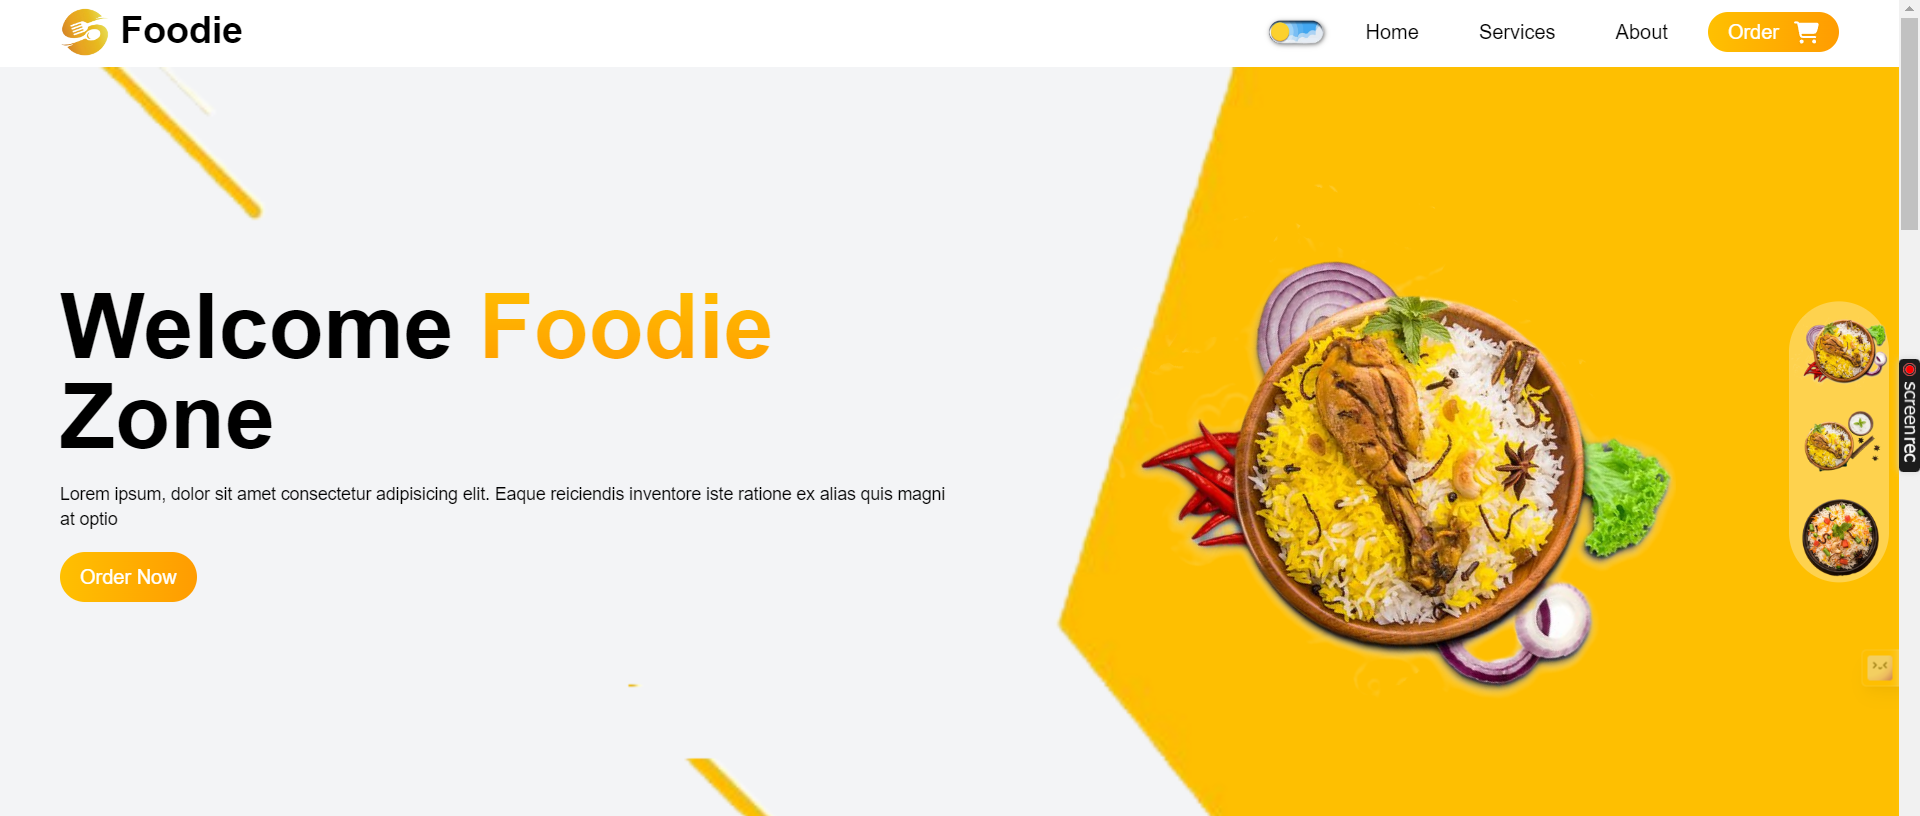 Foodie
Home
Services
About
Order
Welcome Foodie
Zone
Lorem ipsum, dolor sit amet consectetur adipisicing elit. Eaque reiciendis inventore iste ratione ex alias quis magni
at optio
Order Now
screenrec